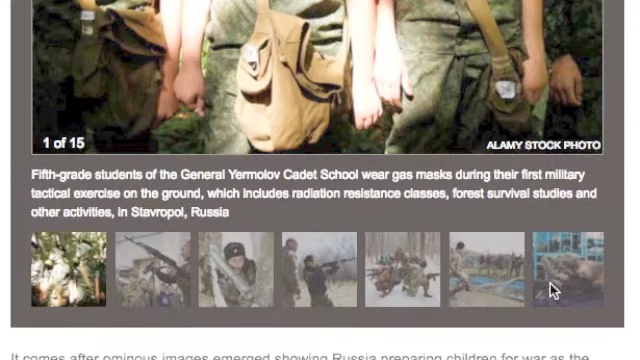 1 of 15
ALAMY STOCK PHOTO
Fifth-grade students of the General Yermolov Cadet School wear gas masks during their first military
tactical exercise on the ground, which includes radiation resistance classes, forest survival studies and
other activities, in Stavropol, Russia
It comes after ominous images emerged showing Russia preparing children for war as the